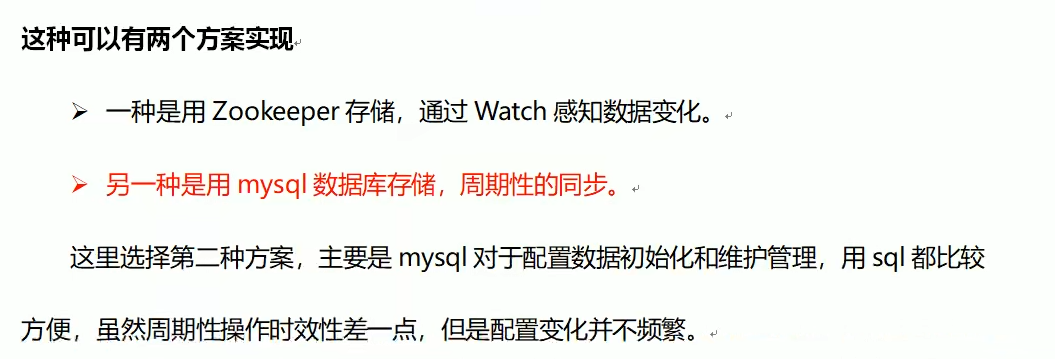 这种可以有两个方案实现
➢ 一种是用 Zookeeper 存储，通过 Watch 感知数据变化。
➢ 另一种是用 mysql 数据库存储，周期性的同步。
这里选择第二种方案，主要是 mysql 对于配置数据初始化和维护管理，用 sql 都比较
方便，虽然周期性操作时效性差一点，但是配置变化并不频繁。